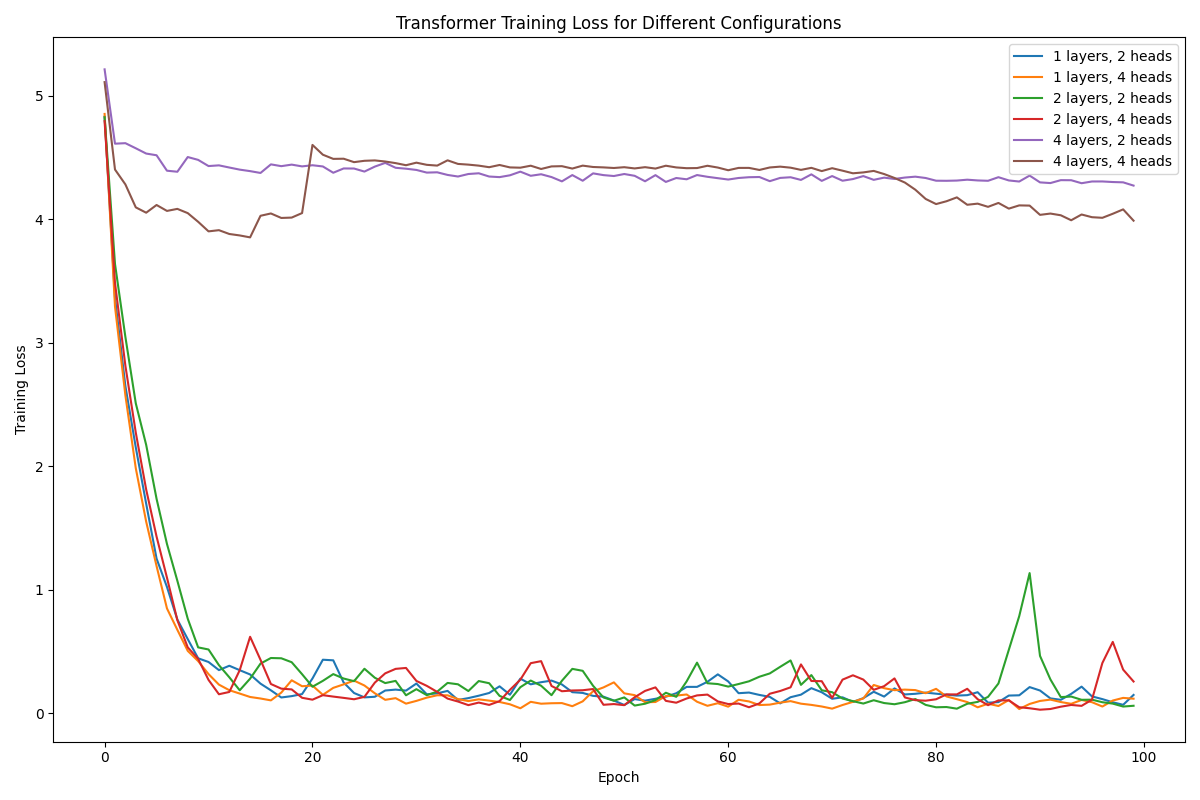 Transformer Training Loss for Different Configurations
1 layers, 2 heads
1 layers, 4 heads
2 layers, 2 heads
2 layers, 4 heads
4 layers, 2 heads
4 layers, 4 heads
5
4
3
2
1
0
Training Loss
0 20 40 60 80 100
Epoch